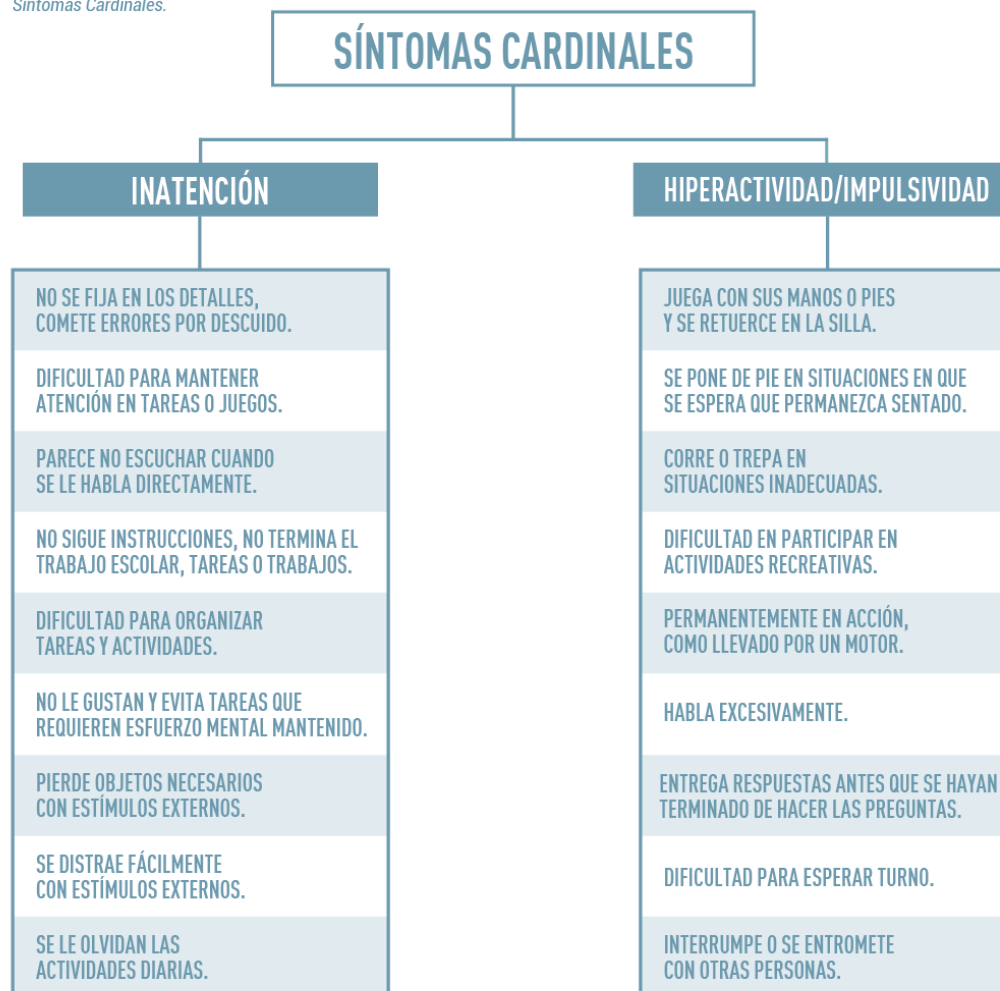 Síntomas Cardinales.
SÍNTOMAS CARDINALES
INATENCIÓN
NO SE FIJA EN LOS DETALLES,
COMETE ERRORES POR DESCUIDO.
DIFICULTAD PARA MANTENER
ATENCIÓN EN TAREAS O JUEGOS.
PARECE NO ESCUCHAR CUANDO
SE LE HABLA DIRECTAMENTE.
NO SIGUE INSTRUCCIONES, NO TERMINA EL
TRABAJO ESCOLAR, TAREAS O TRABAJOS.
DIFICULTAD PARA ORGANIZAR
TAREAS Y ACTIVIDADES.
NO LE GUSTAN Y EVITA TAREAS QUE
REQUIEREN ESFUERZO MENTAL MANTENIDO.
PIERDE OBJETOS NECESARIOS
CON ESTÍMULOS EXTERNOS.
SE DISTRAE FÁCILMENTE
CON ESTÍMULOS EXTERNOS.
SE LE OLVIDAN LAS
ACTIVIDADES DIARIAS.
HIPERACTIVIDAD/IMPULSIVIDAD
JUEGA CON SUS MANOS O PIES
Y SE RETUERCE EN LA SILLA.
SE PONE DE PIE EN SITUACIONES EN QUE
SE ESPERA QUE PERMANEZCA SENTADO.
CORRE O TREPA EN
SITUACIONES INADECUADAS.
DIFICULTAD EN PARTICIPAR EN
ACTIVIDADES RECREATIVAS.
PERMANENTEMENTE EN ACCIÓN,
COMO LLEVADO POR UN MOTOR.
HABLA EXCESIVAMENTE.
ENTREGA RESPUESTAS ANTES QUE SE HAYAN
TERMINADO DE HACER LAS PREGUNTAS.
DIFICULTAD PARA ESPERAR TURNO.
INTERRUMPE O SE ENTROMETE
CON OTRAS PERSONAS.